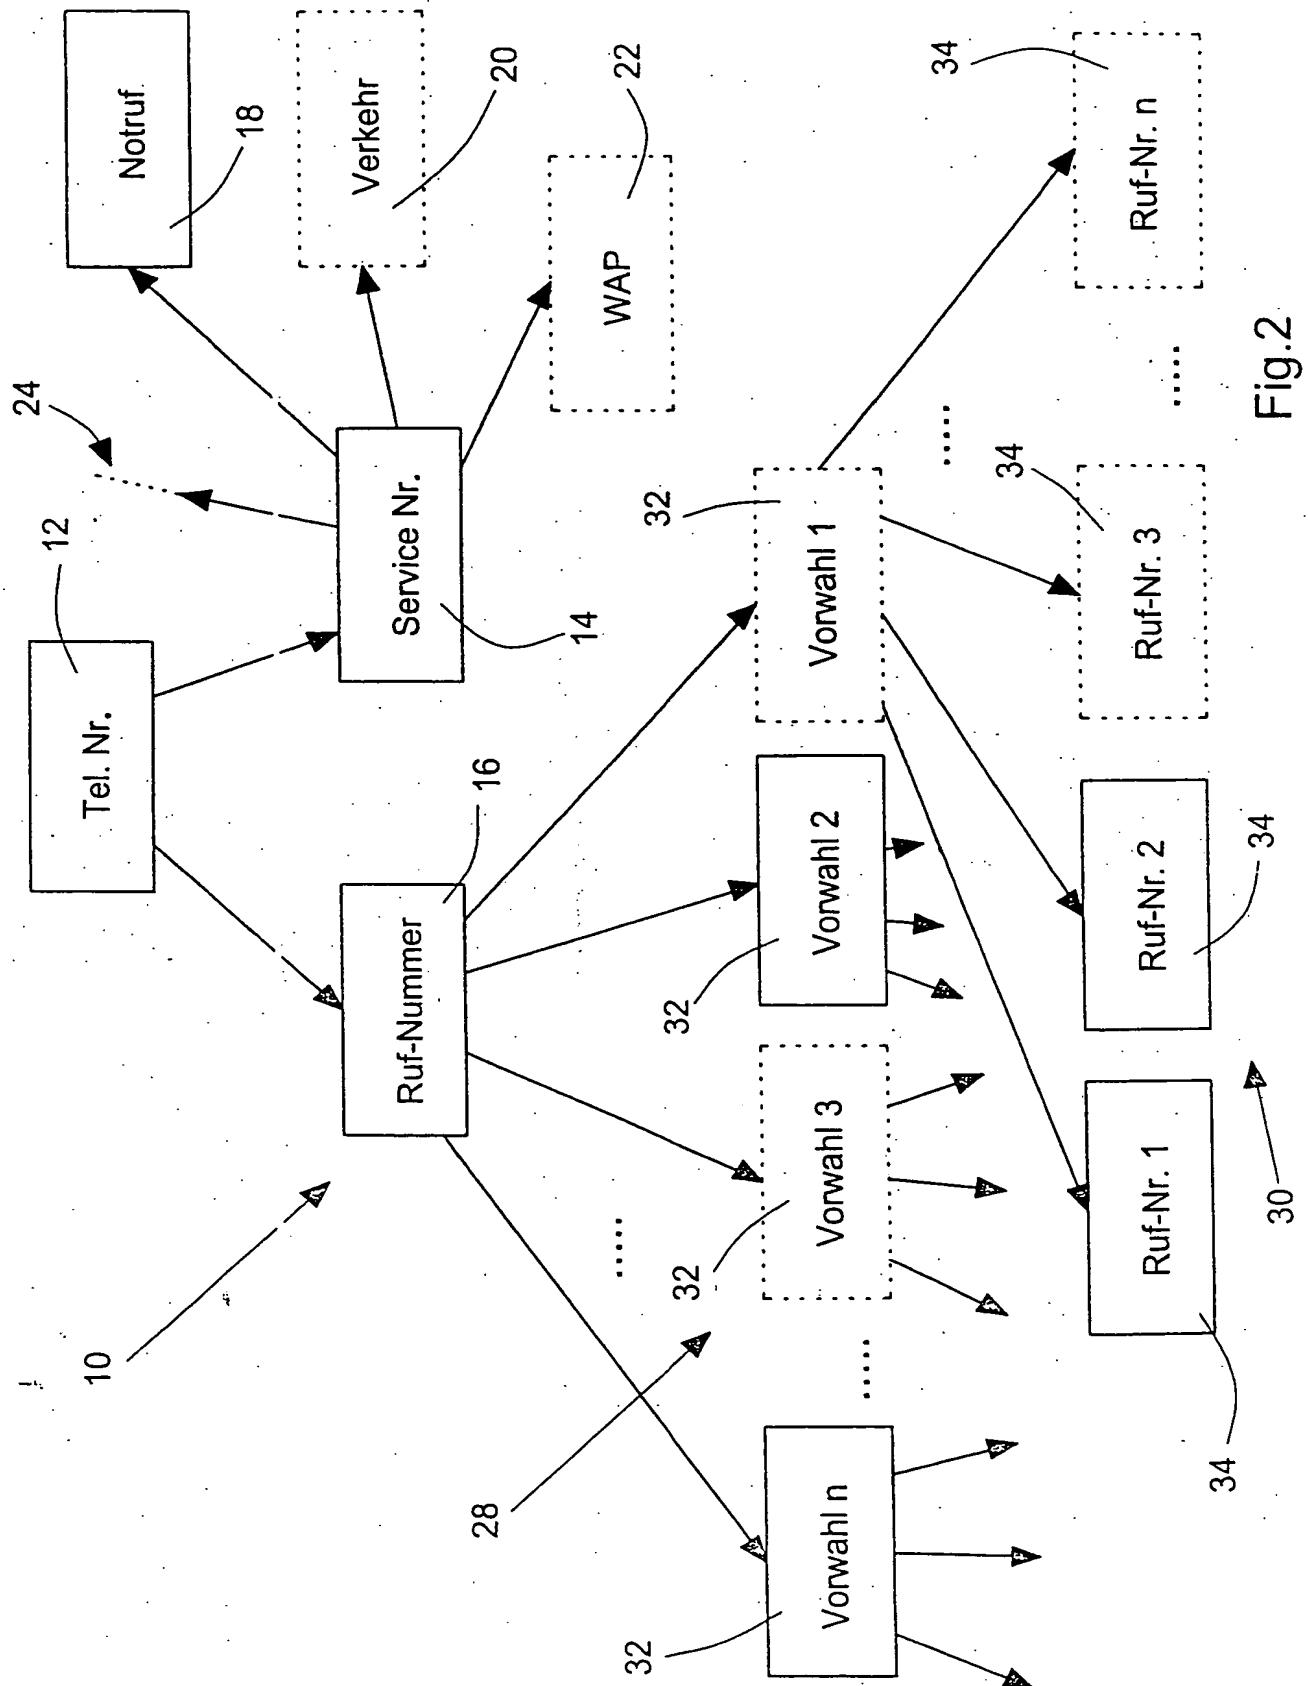 10
Tel. Nr.
12
24
Notruf
18
Ruf-Nummer
16
Service Nr.
14
Verkehr
20
WAP
22
28
.....
32
Vorwahl n
.....
32
Vorwahl 3
32
Vorwahl 2
32
Vorwahl 1
.....
34
Ruf-Nr. 1
34
Ruf-Nr. 2
34
Ruf-Nr. 3
.....
34
Ruf-Nr. n
30
Fig.2